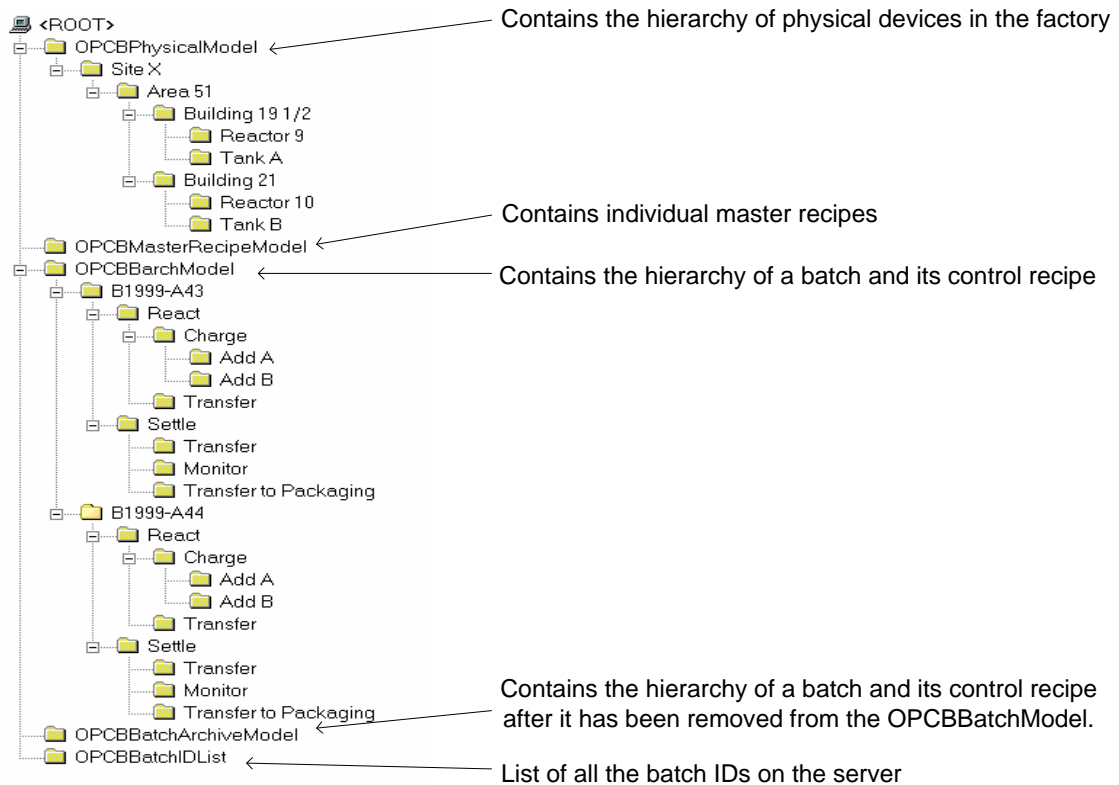 <ROOT>
Contains the hierarchy of physical devices in the factory
OPCBPhysicalModel
Site X
Area 51
Building 19 1/2
Reactor 9
Tank A
Building 21
Reactor 10
Tank B
Contains individual master recipes
OPCBMasterRecipeModel
OPCBBarchModel
Contains the hierarchy of a batch and its control recipe
B1999-A43
React
Charge
Add A
Add B
Transfer
Settle
Transfer
Monitor
Transfer to Packaging
B1999-A44
React
Charge
Add A
Add B
Transfer
Settle
Transfer
Monitor
Transfer to Packaging
Contains the hierarchy of a batch and its control recipe
after it has been removed from the OPCBBatchModel.
OPCBBatchArchiveModel
OPCBBatchIDList
List of all the batch IDs on the server